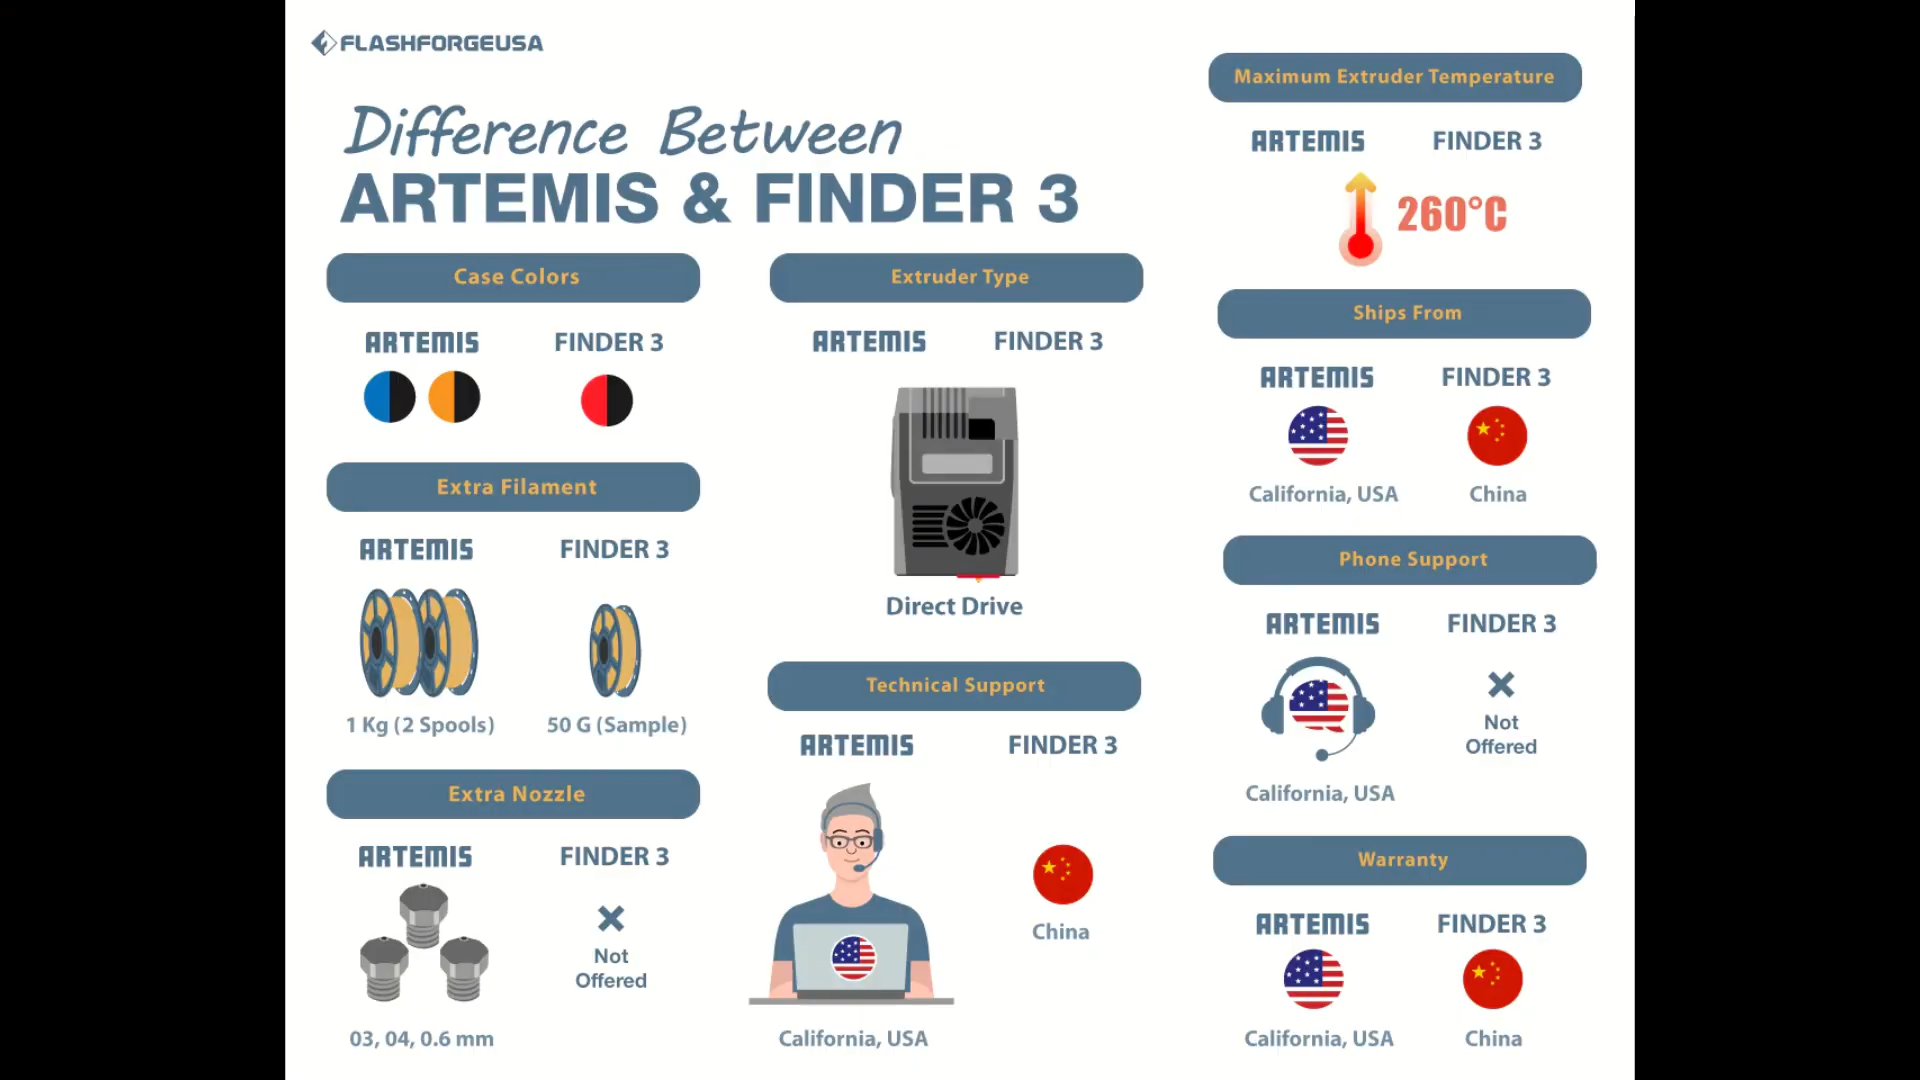 FLASHFORGEUSA
Difference Between
ARTEMIS & FINDER 3
Case Colors
ARTEMIS FINDER 3
Extra Filament
ARTEMIS FINDER 3
1 Kg (2 Spools) 50 G (Sample)
Extra Nozzle
ARTEMIS FINDER 3
Not
Offered
03, 04, 0.6 mm
Extruder Type
ARTEMIS FINDER 3
Direct Drive
Technical Support
ARTEMIS FINDER 3
China
California, USA
Maximum Extruder Temperature
ARTEMIS FINDER 3
260°C
Ships From
ARTEMIS FINDER 3
California, USA China
Phone Support
ARTEMIS FINDER 3
Not
Offered
California, USA
Warranty
ARTEMIS FINDER 3
California, USA China